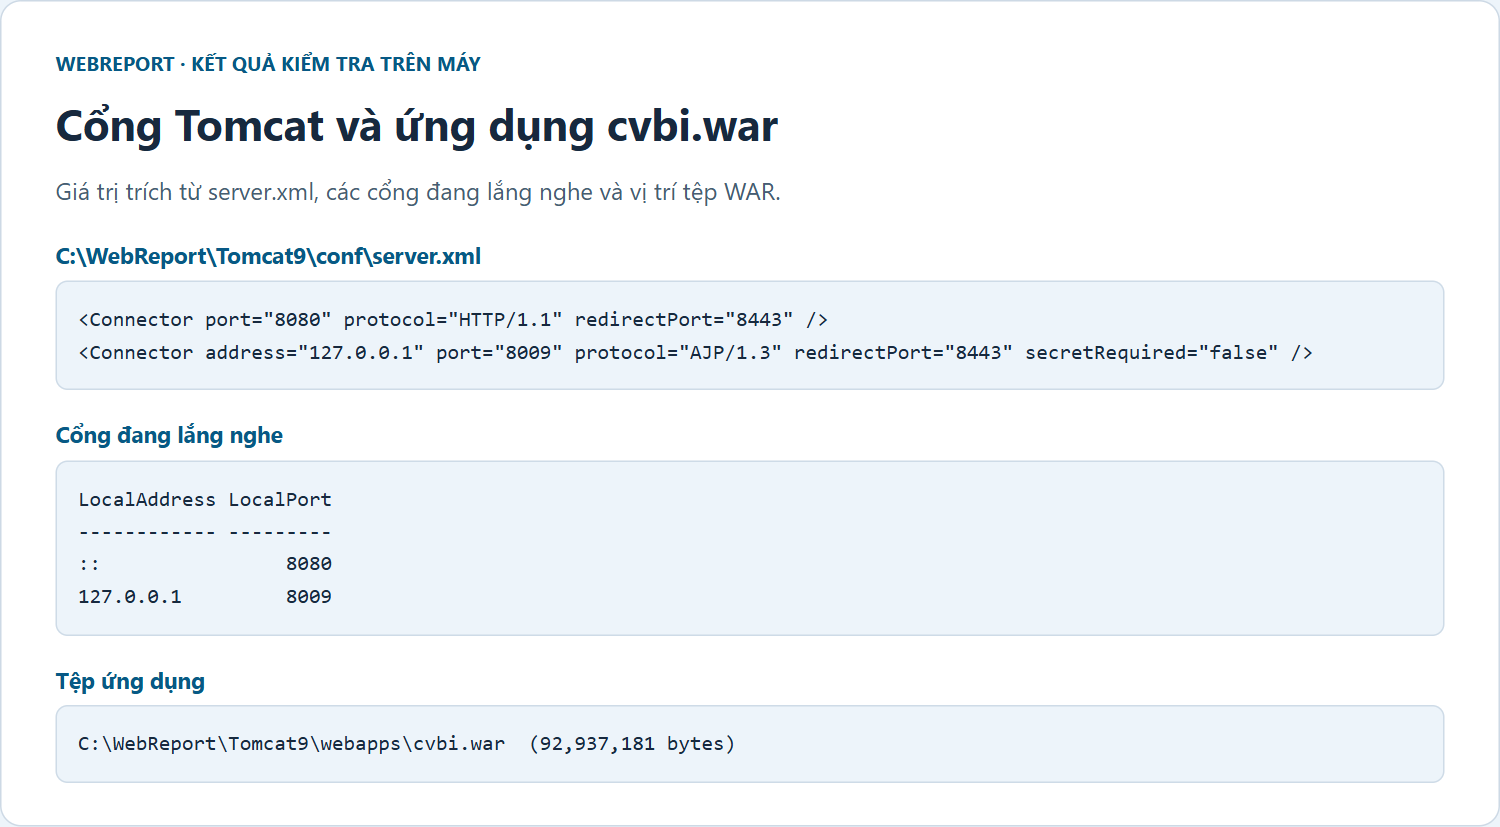 WEBREPORT · KẾT QUẢ KIỂM TRA TRÊN MÁY
Cổng Tomcat và ứng dụng cvbi.war
Giá trị trích từ server.xml, các cổng đang lắng nghe và vị trí tệp WAR.
C:\WebReport\Tomcat9\conf\server.xml
<Connector port="8080" protocol="HTTP/1.1" redirectPort="8443" />
<Connector address="127.0.0.1" port="8009" protocol="AJP/1.3" redirectPort="8443" secretRequired="false" />
Cổng đang lắng nghe
LocalAddress LocalPort
------------ ---------
::                8080
127.0.0.1         8009
Tệp ứng dụng
C:\WebReport\Tomcat9\webapps\cvbi.war  (92,937,181 bytes)